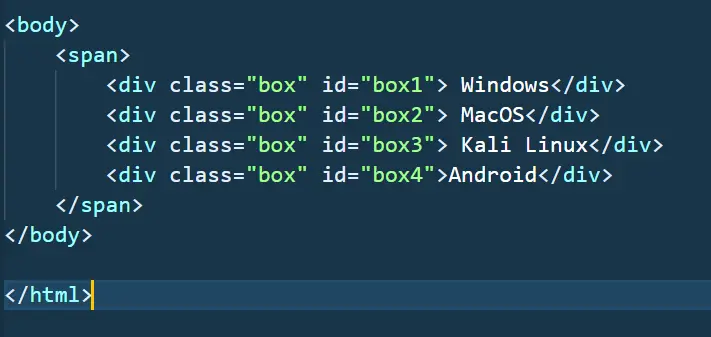 <body>
    <span>
        <div class="box" id="box1"> Windows</div>
        <div class="box" id="box2"> MacOS</div>
        <div class="box" id="box3"> Kali Linux</div>
        <div class="box" id="box4">Android</div>
    </span>
</body>

</html>